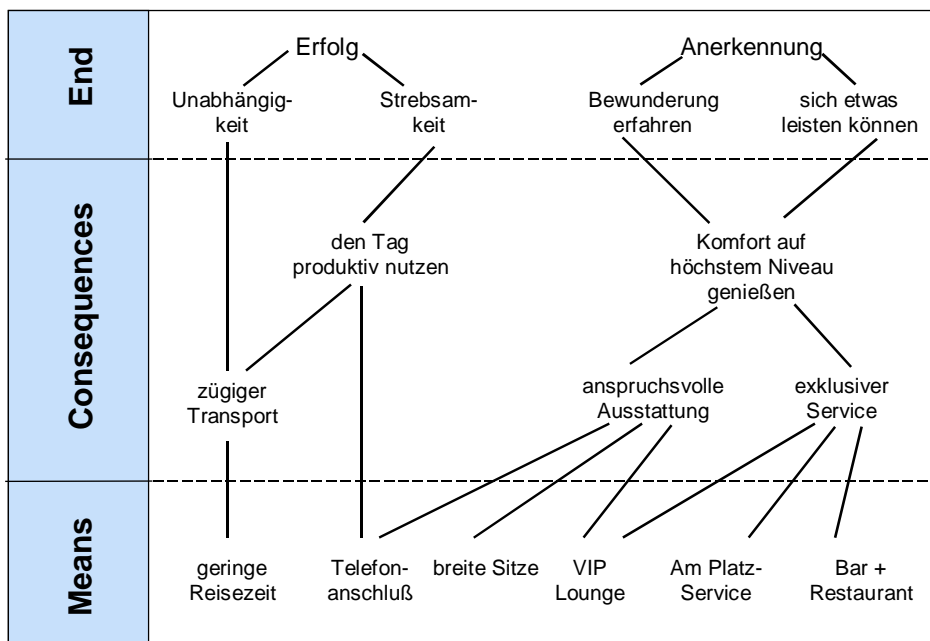 End
Erfolg
Anerkennung
Unabhängig-
keit
Strebsam-
keit
Bewunderung
erfahren
sich etwas
leisten können
Consequences
den Tag
produktiv nutzen
Komfort auf
höchstem Niveau
genießen
zügiger
Transport
anspruchsvolle
Ausstattung
exklusiver
Service
Means
geringe
Reisezeit
Telefon-
anschluß
breite Sitze
VIP
Lounge
Am Platz-
Service
Bar +
Restaurant